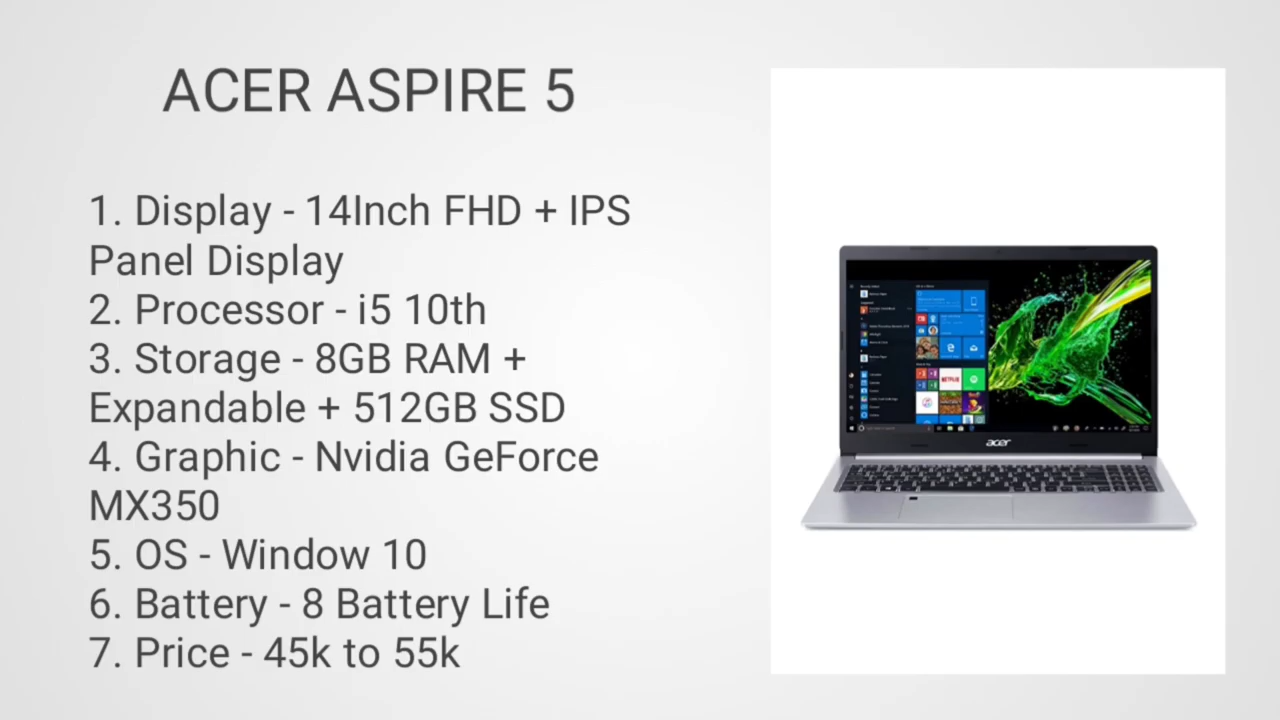 ACER ASPIRE 5
1. Display - 14Inch FHD + IPS
Panel Display
2. Processor - i5 10th
3. Storage - 8GB RAM +
Expandable + 512GB SSD
4. Graphic - Nvidia GeForce
MX350
5. OS - Window 10
6. Battery - 8 Battery Life
7. Price - 45k to 55k
NETFLIX
acer